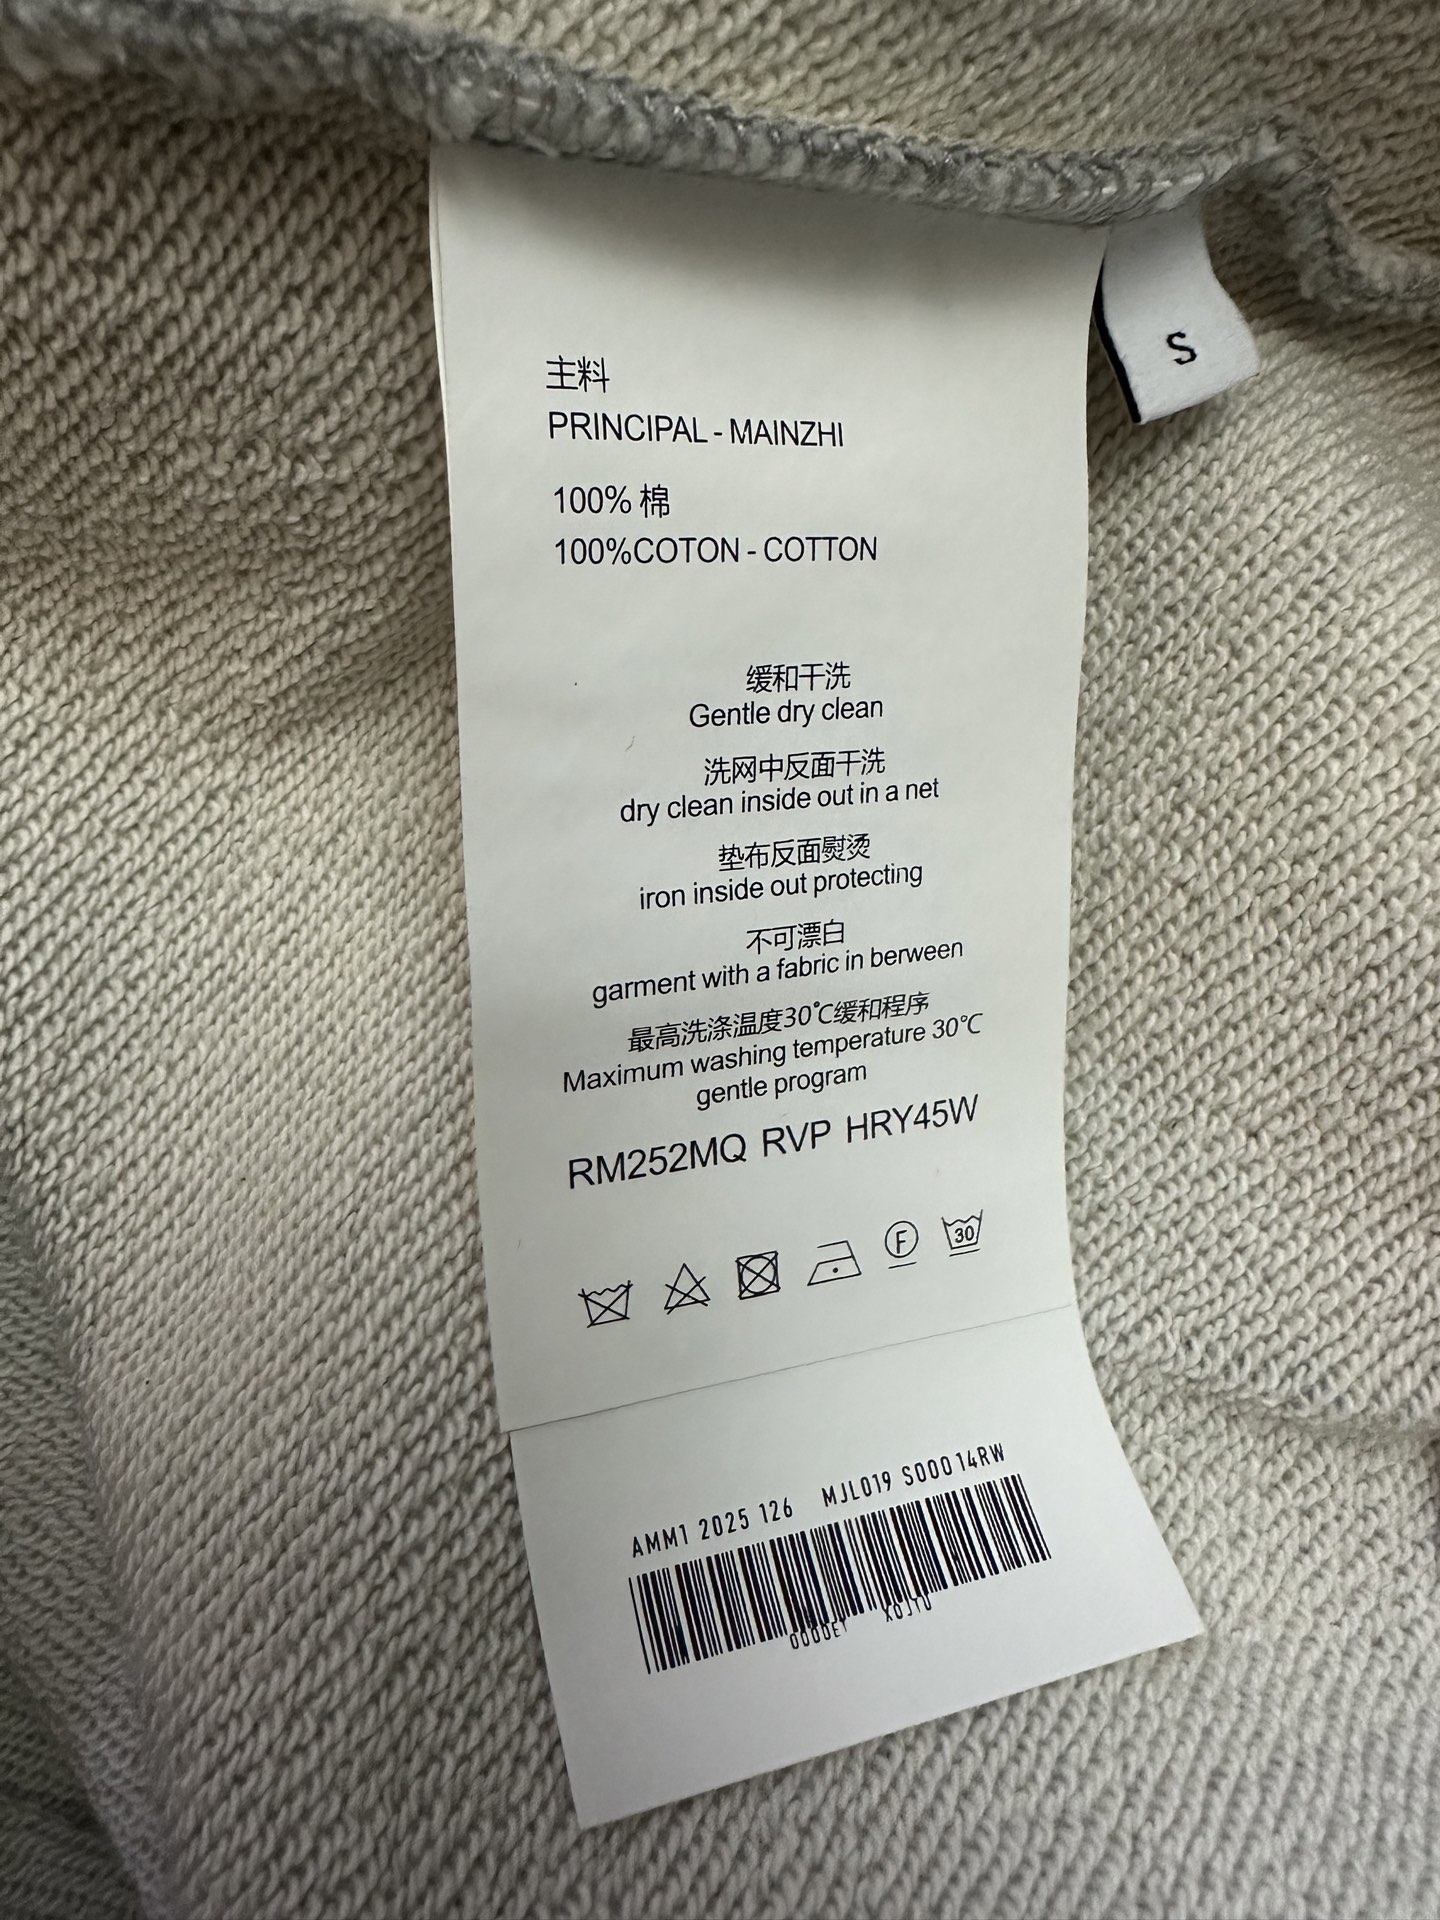 S
主料
PRINCIPAL - MAINZHI
100% 棉
100%COTON - COTTON
缓和干洗
Gentle dry clean
洗网中反面干洗
dry clean inside out in a net
垫布反面熨烫
iron inside out protecting
不可漂白
garment with a fabric in berween
最高洗涤温度30℃缓和程序
Maximum washing temperature 30℃
gentle program
RM252MQ RVP HRY45W
F 30
AMM1 2025 126 MJL019 S000 14RW